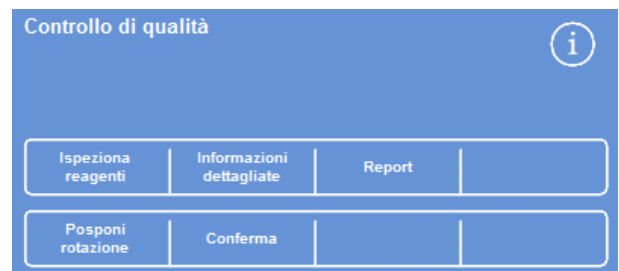 Controllo di qualità
i
Ispeziona
reagenti
Informazioni
dettagliate
Report
Posponi
rotazione
Conferma